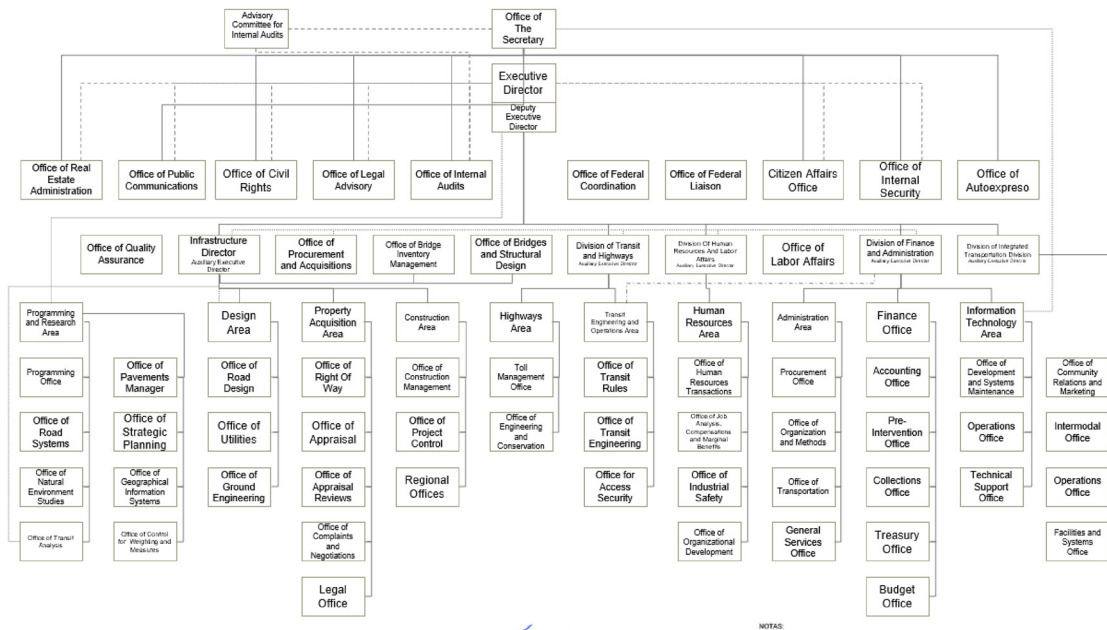 Advisory
Committee for
Internal Audits
Office of
The
Secretary
Executive
Director
Deputy
Executive
Director
Office of Real
Estate
Administration
Office of Public
Communications
Office of Civil
Rights
Office of Legal
Advisory
Office of Internal
Audits
Office of Federal
Coordination
Office of Federal
Liaison
Citizen Affairs
Office
Office of
Internal
Security
Office of
Autoexpreso
Office of Quality
Assurance
Infrastructure
Director
Auxiliary Executive
Director
Office of
Procurement
and Acquisitions
Office of Bridge
Inventory
Management
Office of Bridges
and Structural
Design
Division of Transit
and Highways
Auxiliary Executive Director
Division Of Human
Resources And Labor
Affairs
Auxiliary Executive Director
Office of
Labor Affairs
Division of Finance
and Administration
Auxiliary Executive Director
Division of Integrated
Transportation Division
Auxiliary Executive Director
Programming
and Research
Area
Design
Area
Property
Acquisition
Area
Construction
Area
Highways
Area
Transit
Engineering and
Operations Area
Human
Resources
Area
Administration
Area
Finance
Office
Information
Technology
Area
Programming
Office
Office of
Pavements
Manager
Office of
Road
Design
Office of
Right Of
Way
Office of
Construction
Management
Toll
Management
Office
Office of
Transit
Rules
Office of
Human
Resources
Transactions
Procurement
Office
Accounting
Office
Office of
Development
and Systems
Maintenance
Office of
Community
Relations and
Marketing
Office of
Road
Systems
Office of
Strategic
Planning
Office of
Utilities
Office of
Appraisal
Office of
Project
Control
Office of
Engineering
and
Conservation
Office of
Transit
Engineering
Office of Job
Analysis,
Compensations
and Marginal
Benefits
Office of
Organization
and Methods
Pre-
Intervention
Office
Operations
Office
Intermodal
Office
Office of
Natural
Environment
Studies
Office of
Geographical
Information
Systems
Office of
Ground
Engineering
Office of
Appraisal
Reviews
Regional
Offices
Office for
Access
Security
Office of
Industrial
Safety
Office of
Transportation
Collections
Office
Technical
Support
Office
Operations
Office
Office of Transit
Analysis
Office of Control
for Weighting and
Measures
Office of
Complaints
and
Negotiations
Office of
Organizational
Development
General
Services
Office
Treasury
Office
Facilities and
Systems
Office
Legal
Office
Budget
Office
NOTAS: